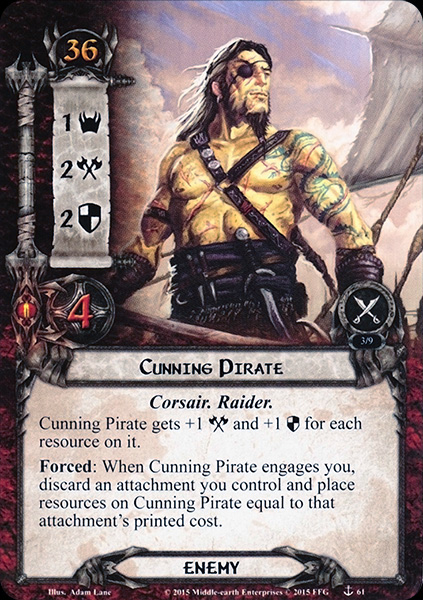 36
1
2
2
4
3/9
Cunning Pirate
Corsair. Raider.
Cunning Pirate gets +1 and +1 for each
resource on it.
Forced: When Cunning Pirate engages you,
discard an attachment you control and place
resources on Cunning Pirate equal to that
attachment's printed cost.
ENEMY
Illus. Adam Lane © 2015 Middle-earth Enterprises © 2015 FFG 61